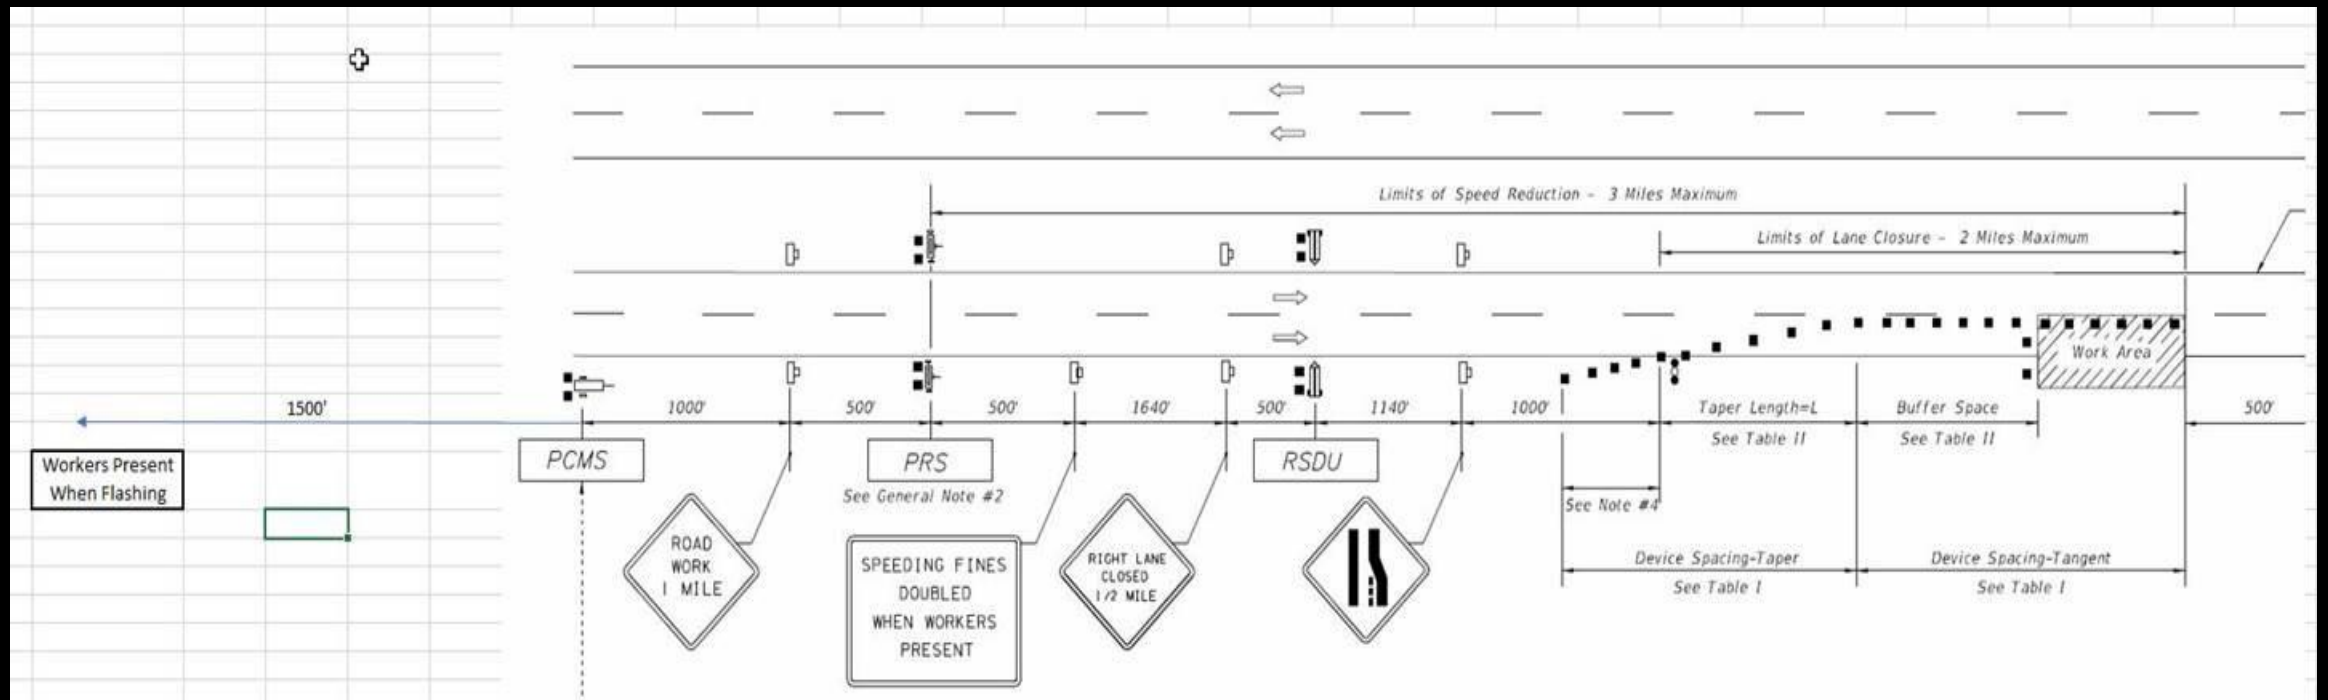 Limits of Speed Reduction - 3 Miles Maximum
Limits of Lane Closure - 2 Miles Maximum
Work Area
1500'
1000'
500'
500'
1640'
500'
1140'
1000'
Taper Length=L
See Table II
Buffer Space
See Table II
500'
Workers Present
When Flashing
PCMS
PRS
See General Note #2
RSDU
See Note #4
ROAD
WORK
1 MILE
SPEEDING FINES
DOUBLED
WHEN WORKERS
PRESENT
RIGHT LANE
CLOSED
1/2 MILE
Device Spacing-Taper
See Table I
Device Spacing-Tangent
See Table I